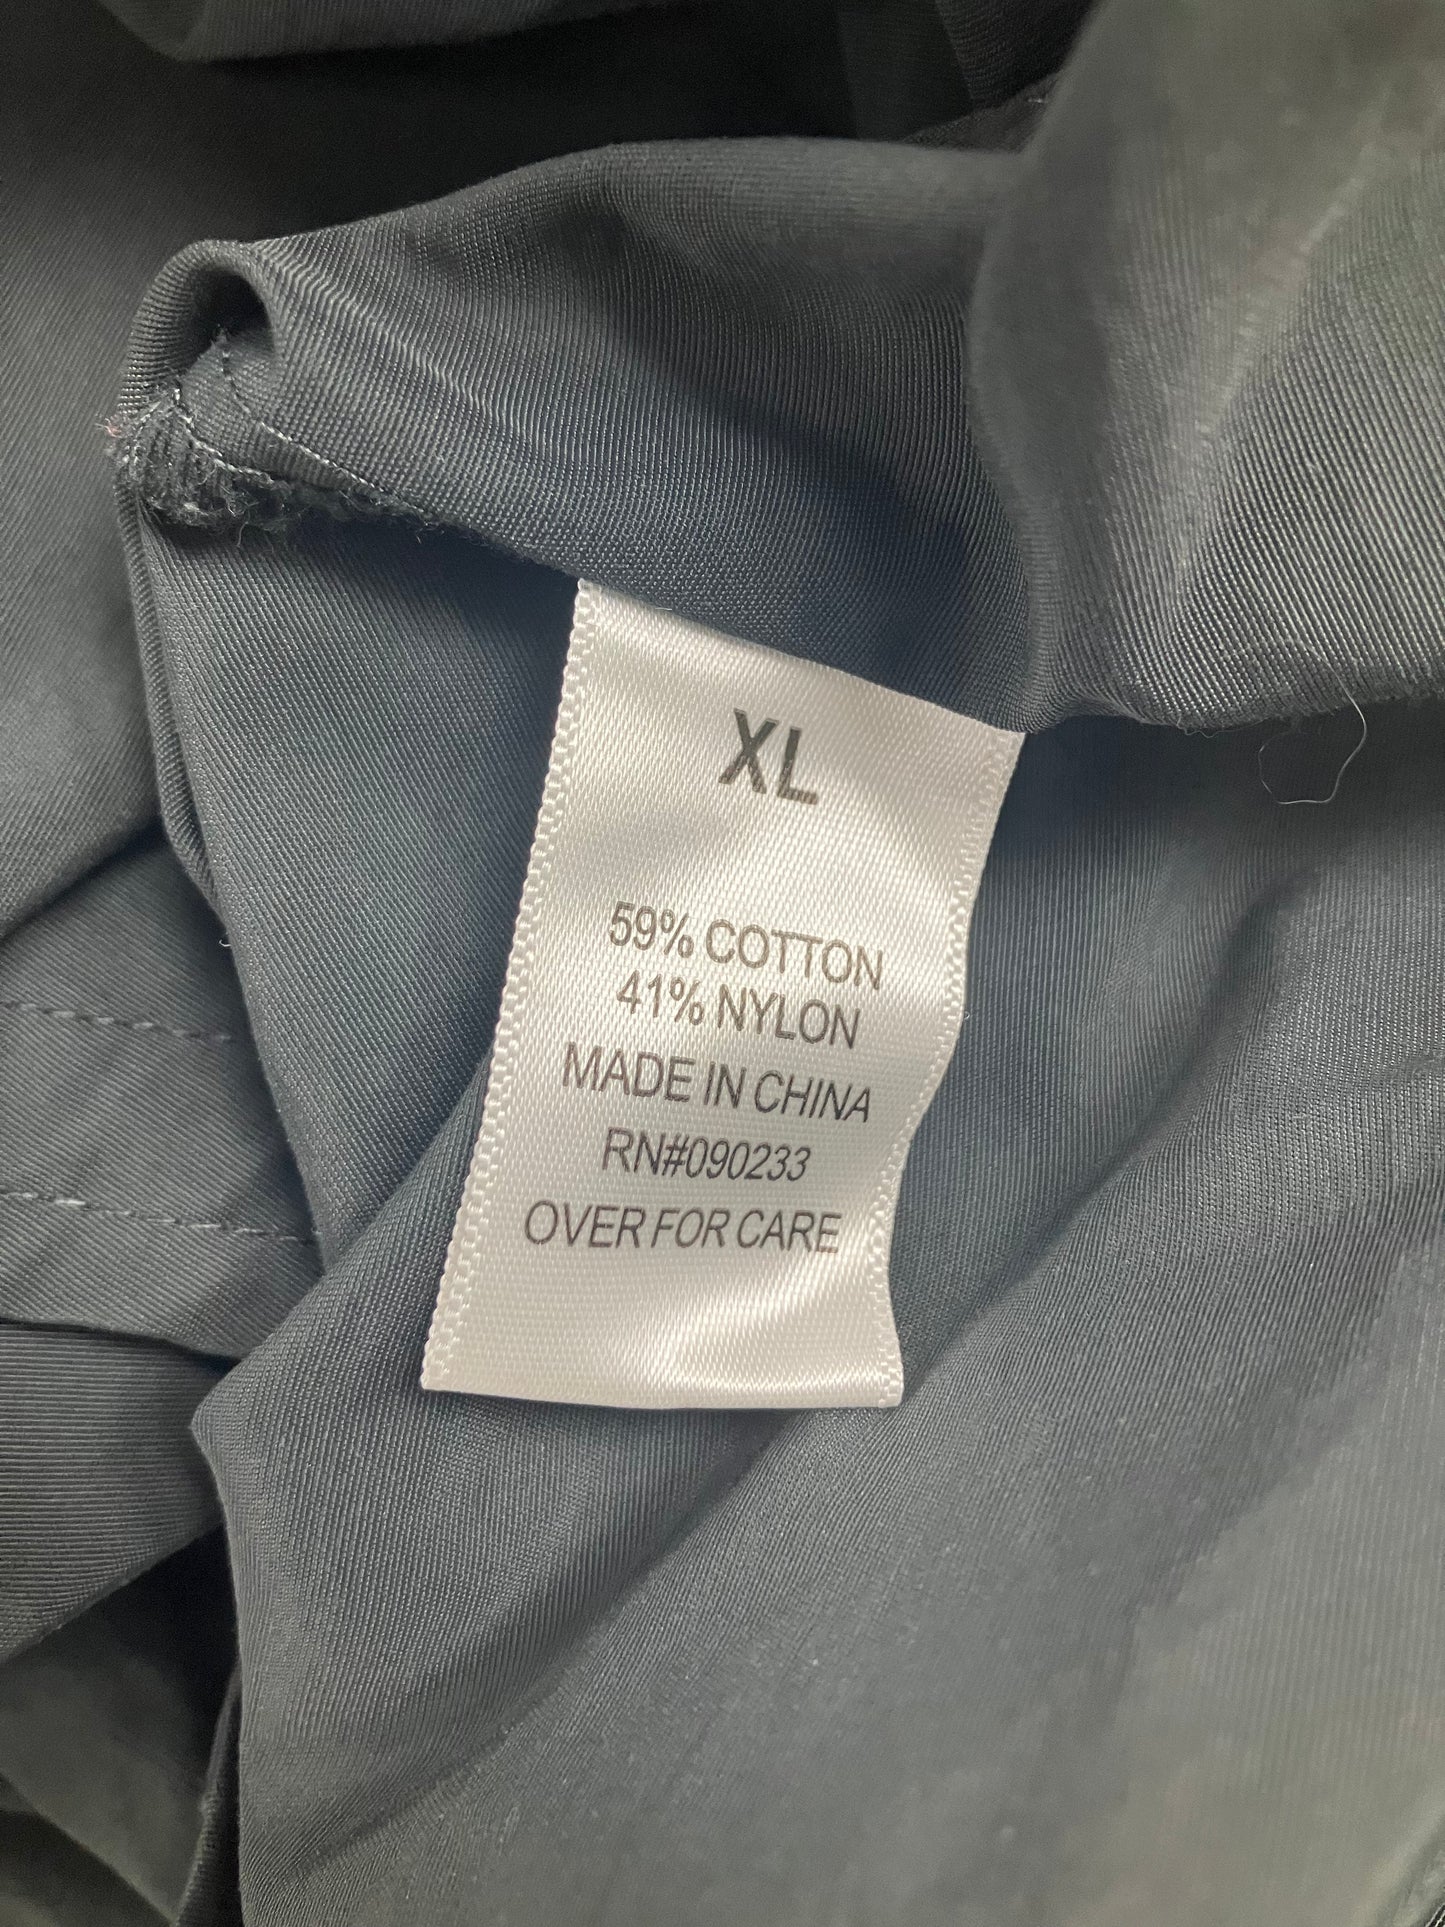 XL
59% COTTON
41% NYLON
MADE IN CHINA
RN#090233
OVER FOR CARE